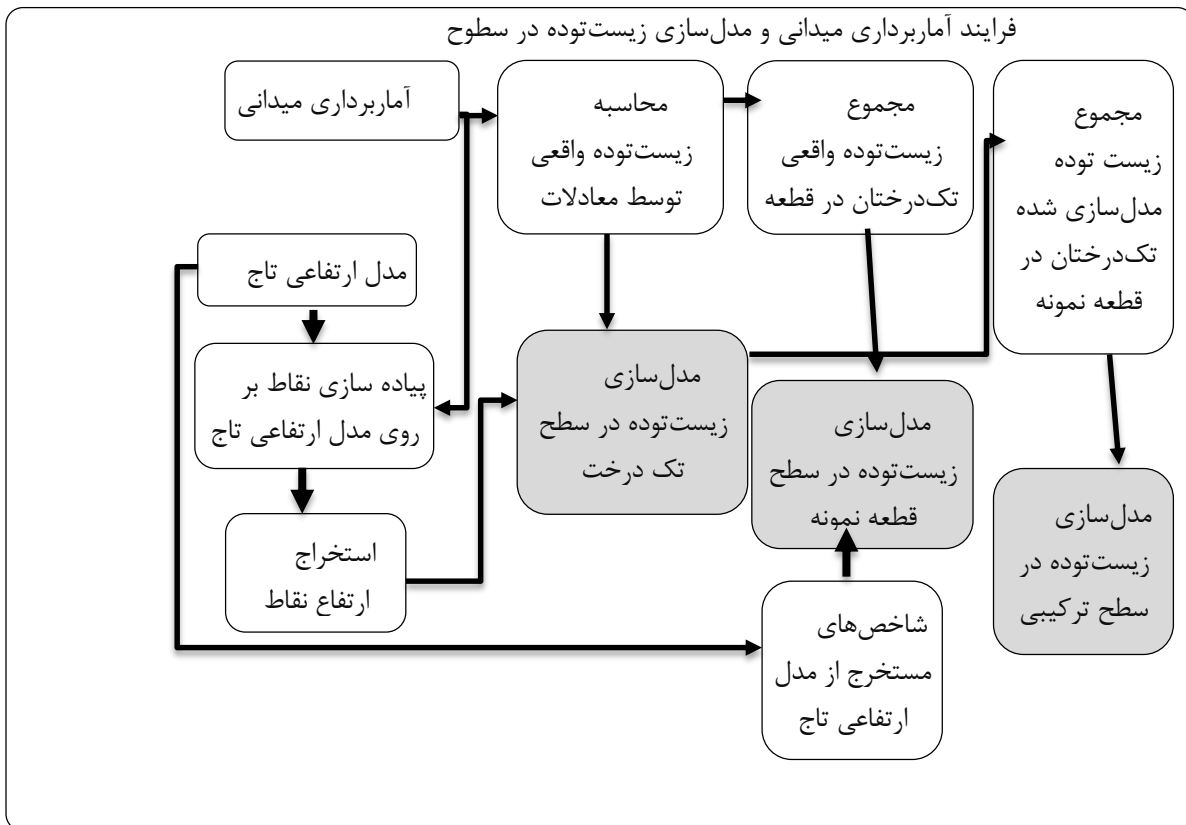 فرایند آماربرداری میدانی و مدل‌سازی زیست‌توده در سطوح
آماربرداری میدانی
محاسبه
زیست‌توده واقعی
توسط معادلات
مجموع
زیست‌توده واقعی
تک‌درختان در قطعه
مجموع
زیست توده
مدل‌سازی شده
تک‌درختان در
قطعه نمونه
مدل ارتفاعی تاج
پیاده سازی نقاط بر
روی مدل ارتفاعی تاج
استخراج
ارتفاع نقاط
مدل‌سازی
زیست‌توده در سطح
تک درخت
مدل‌سازی
زیست‌توده در سطح
قطعه نمونه
مدل‌سازی
زیست‌توده در
سطح ترکیبی
شاخص‌های
مستخرج از مدل
ارتفاعی تاج